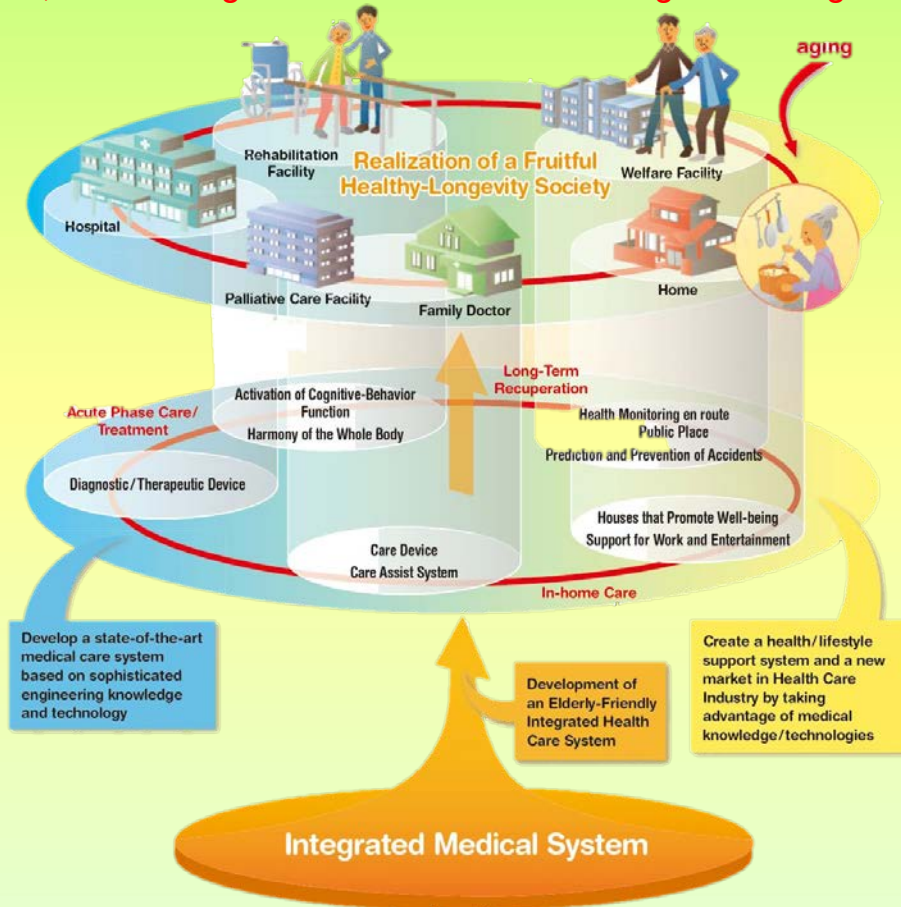 aging
Rehabilitation
Facility
Realization of a Fruitful
Healthy-Longevity Society
Welfare Facility
Hospital
Palliative Care Facility
Family Doctor
Home
Long-Term
Recuperation
Activation of Cognitive-Behavior
Function
Harmony of the Whole Body
Acute Phase Care/
Treatment
Health Monitoring en route
Public Place
Prediction and Prevention of Accidents
Diagnostic/Therapeutic Device
Houses that Promote Well-being
Support for Work and Entertainment
Care Device
Care Assist System
In-home Care
Develop a state-of-the-art
medical care system
based on sophisticated
engineering knowledge
and technology
Development of
an Elderly-Friendly
Integrated Health
Care System
Create a health/lifestyle
support system and a new
market in Health Care
Industry by taking
advantage of medical
knowledge/technologies
Integrated Medical System